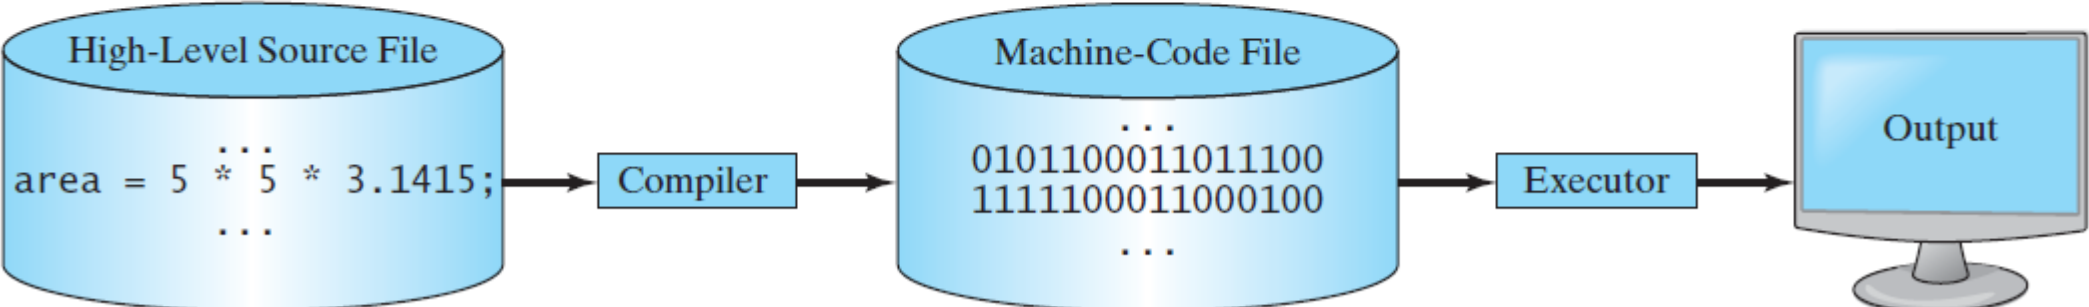 High-Level Source File
...
area = 5 * 5 * 3.1415;
...
Compiler
Machine-Code File
...
0101100011011100
1111100011000100
...
Executor
Output